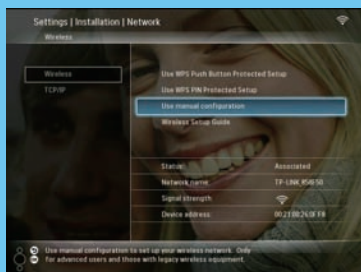 Settings | Installation | Network
Wireless
Wireless
TCP/IP
Use WPS Push Button Protected Setup
Use WPS PIN Protected Setup
Use manual configuration
Wireless Setup Guide
Status: Associated
Network name:
Signal strength:
Device address:
Use manual configuration to set up your wireless network. Only
for advanced users and those with legacy wireless equipment.